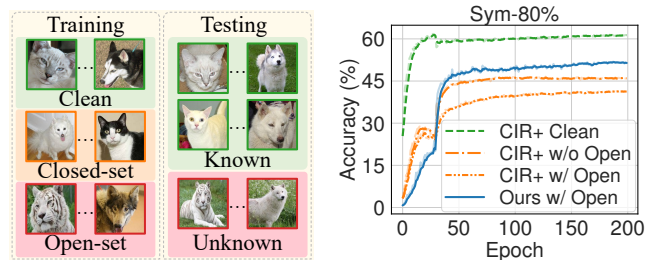 Training
...
Clean
...
Closed-set
...
Open-set
Testing
...
...
Known
...
Unknown
Sym-80%
Accuracy (%)
60
45
30
15
0
CIR+ Clean
CIR+ w/o Open
CIR+ w/ Open
Ours w/ Open
0 50 100 150 200
Epoch